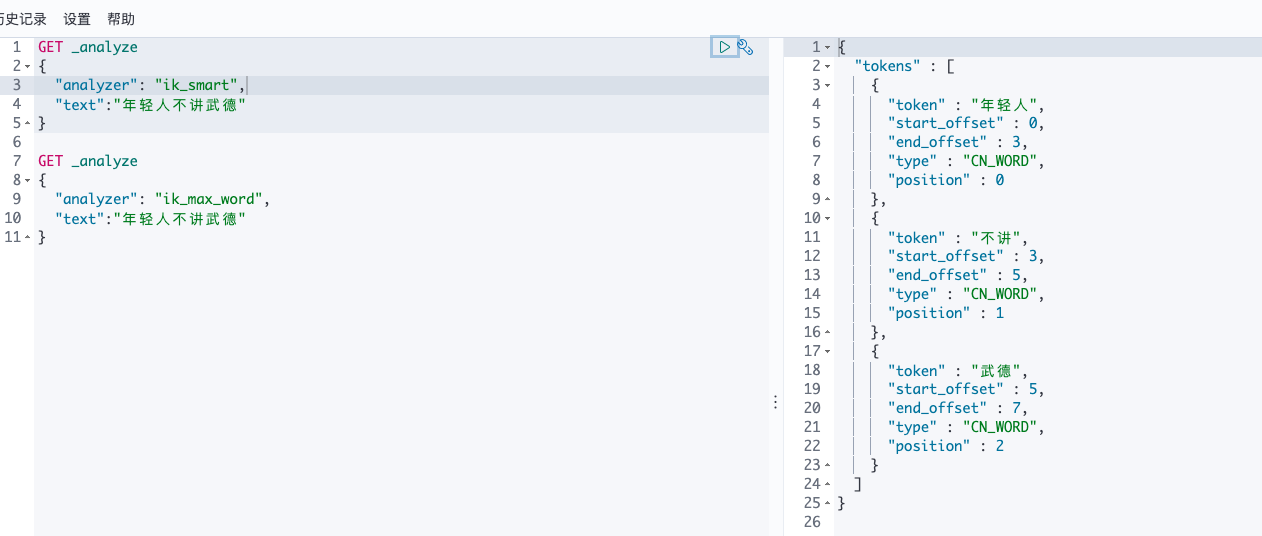 历史记录 设置 帮助
1 GET _analyze
2 {
3 "analyzer": "ik_smart",
4 "text":"年轻人不讲武德"
5 }
6
7 GET _analyze
8 {
9 "analyzer": "ik_max_word",
10 "text":"年轻人不讲武德"
11 }
1 {
2 "tokens" : [
3 {
4 "token" : "年轻人",
5 "start_offset" : 0,
6 "end_offset" : 3,
7 "type" : "CN_WORD",
8 "position" : 0
9 },
10 {
11 "token" : "不讲",
12 "start_offset" : 3,
13 "end_offset" : 5,
14 "type" : "CN_WORD",
15 "position" : 1
16 },
17 {
18 "token" : "武德",
19 "start_offset" : 5,
20 "end_offset" : 7,
21 "type" : "CN_WORD",
22 "position" : 2
23 }
24 ]
25 }
26